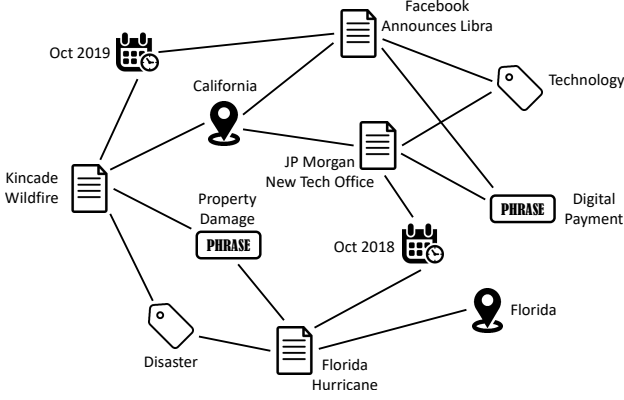 Facebook
Announces Libra
Oct 2019
California
Technology
JP Morgan
New Tech Office
Kincade
Wildfire
Property
Damage
PHRASE
PHRASE
Digital
Payment
Oct 2018
Florida
Disaster
Florida
Hurricane